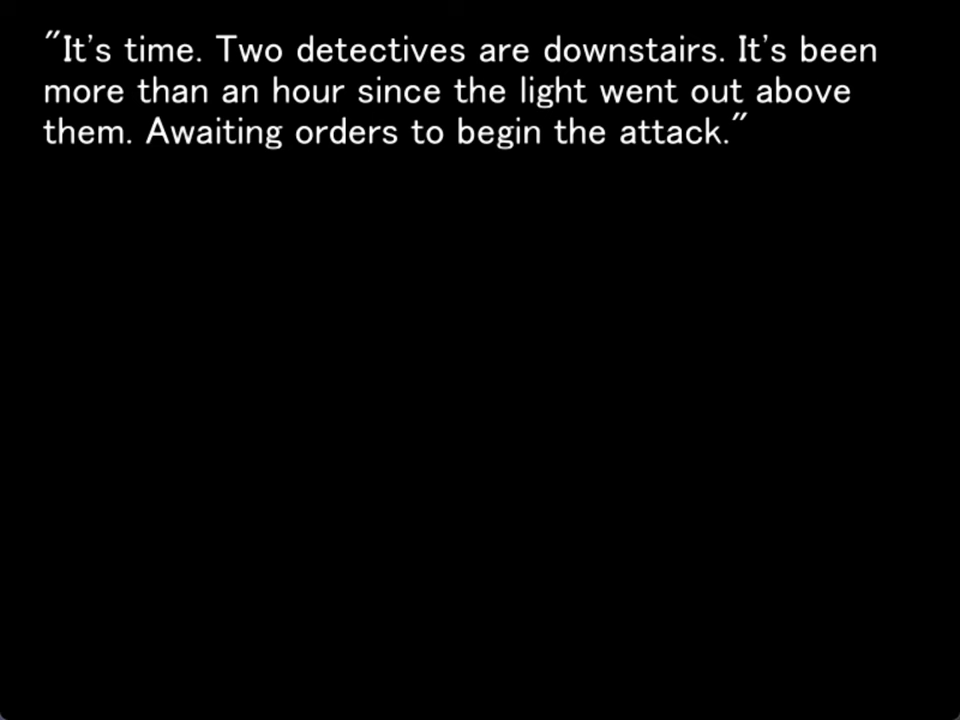 "It's time. Two detectives are downstairs. It's been
more than an hour since the light went out above
them. Awaiting orders to begin the attack."